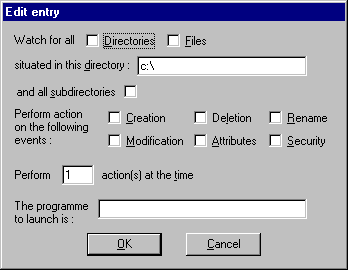 Edit entry
Watch for all Directories Files
situated in this directory : c:\
and all subdirectories
Perform action Creation Deletion Rename
on the following
events : Modification Attributes Security
Perform 1 action(s) at the time
The programme
to launch is :
OK Cancel